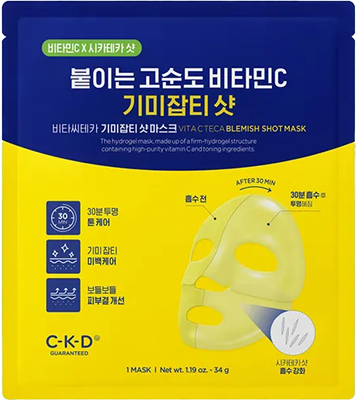 비타민C X 시카테카 샷
붙이는 고순도 비타민C
기미잡티 샷
비타씨테카 기미잡티 샷 마스크 VITA C TECA BLEMISH SHOT MASK
The hydrogel mask, made up of a firm-hydrogel structure
containing high-purity vitamin C and toning ingredients.
AFTER 30 MIN
흡수 전
30분 흡수 후
투명해짐
30
MIN
30분 투명
톤케어
기미 잡티
미백케어
보들보들
피부결 개선
C-K-D
GUARANTEED
시카테카 샷
흡수 강화
1 MASK I Net wt. 1.19 oz. - 34 g